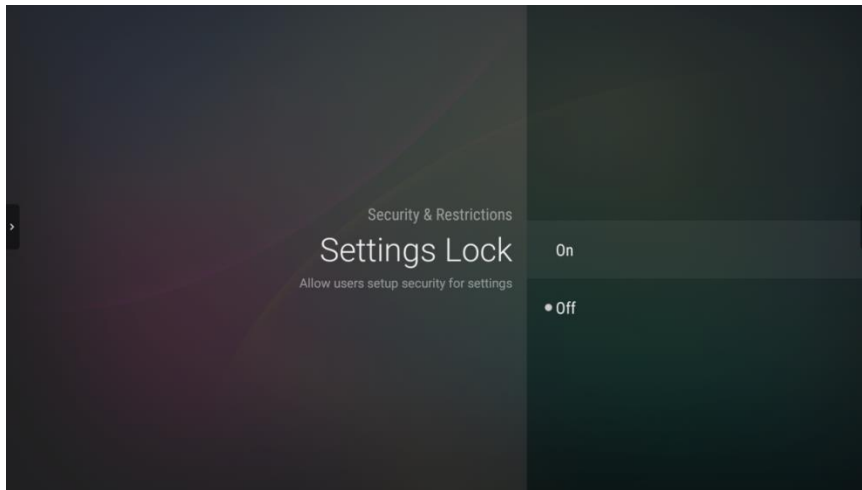 Security & Restrictions
Settings Lock
Allow users setup security for settings
On
Off